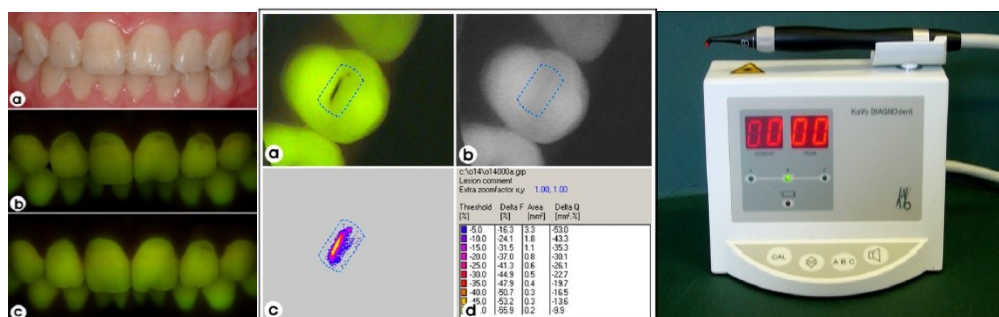 a
b
c
a
b
c
d
c:\o14\o14000a.gip
Lesion comment
Extra zoomfactor x,y 1.00, 1.00
Threshold Delta F Area Delta Q
[%] [%] [mm²] [mm².%]
-5.0 -16.3 3.3 -53.0
-10.0 -24.1 1.8 -43.3
-15.0 -31.5 1.1 -35.3
-20.0 -37.0 0.8 -30.1
-25.0 -41.3 0.6 -26.1
-30.0 -44.9 0.5 -22.7
-35.0 -47.9 0.4 -19.7
-40.0 -50.7 0.3 -16.5
45.0 -53.2 0.3 -13.6
.0 -55.9 0.2 -9.9
KaVo DIAGNOdent
00 00
MOMENT PEAK
CAL
A B C